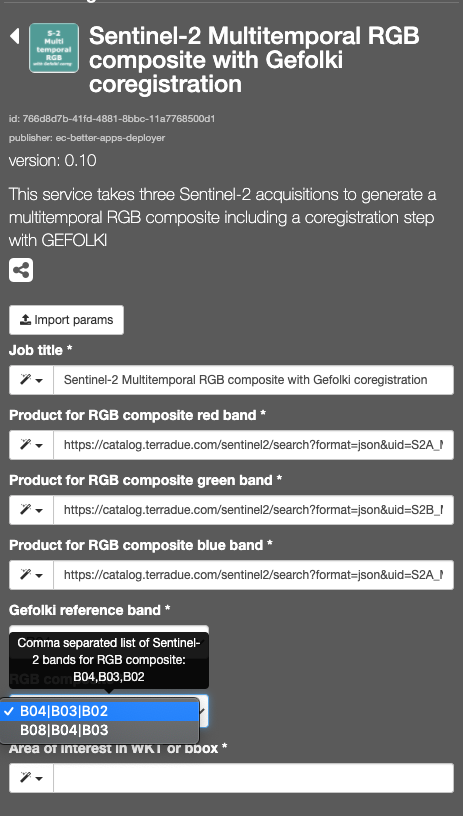 S-2
Multi
temporal
RGB
with Gefolki coreg
Sentinel-2 Multitemporal RGB
composite with Gefolki
coregistration
id: 766d8d7b-41fd-4881-8bbc-11a7768500d1
publisher: ec-better-apps-deployer
version: 0.10
This service takes three Sentinel-2 acquisitions to generate a
multitemporal RGB composite including a coregistration step
with GEFOLKI
Import params
Job title *
Sentinel-2 Multitemporal RGB composite with Gefolki coregistration
Product for RGB composite red band *
https://catalog.terradue.com/sentinel2/search?format=json&uid=S2A_
Product for RGB composite green band *
https://catalog.terradue.com/sentinel2/search?format=json&uid=S2B_
Product for RGB composite blue band *
https://catalog.terradue.com/sentinel2/search?format=json&uid=S2A_
Gefolki reference band *
Comma separated list of Sentinel-
2 bands for RGB composite:
B04,B03,B02
B04|B03|B02
B08|B04|B03
Area of interest in WKT or bbox *